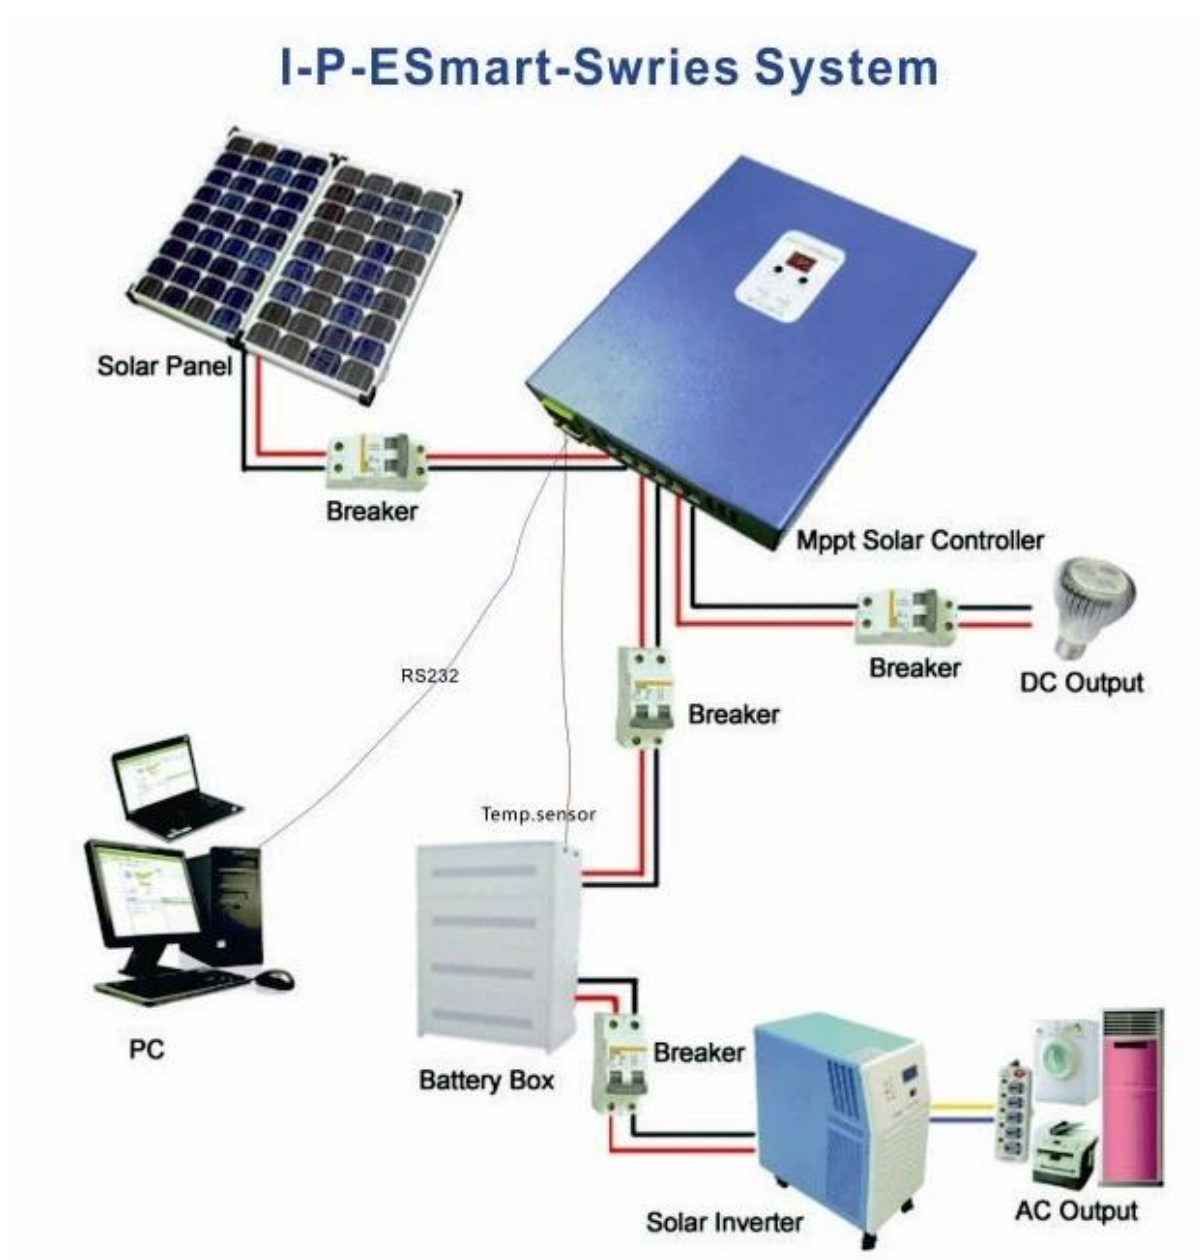 I-P-ESmart-Swries System
Solar Panel
Breaker
Mppt Solar Controller
Breaker
DC Output
RS232
Breaker
Temp.sensor
PC
Battery Box
Breaker
Solar Inverter
AC Output